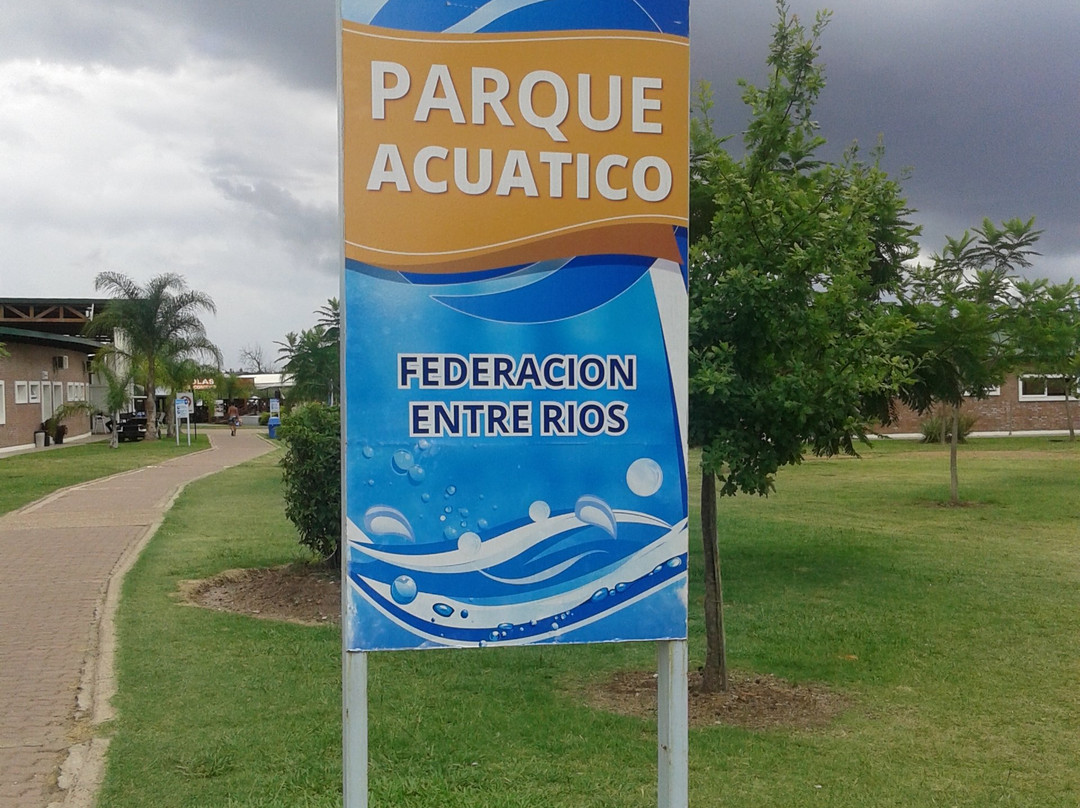 PARQUE
ACUATICO
FEDERACION
ENTRE RIOS